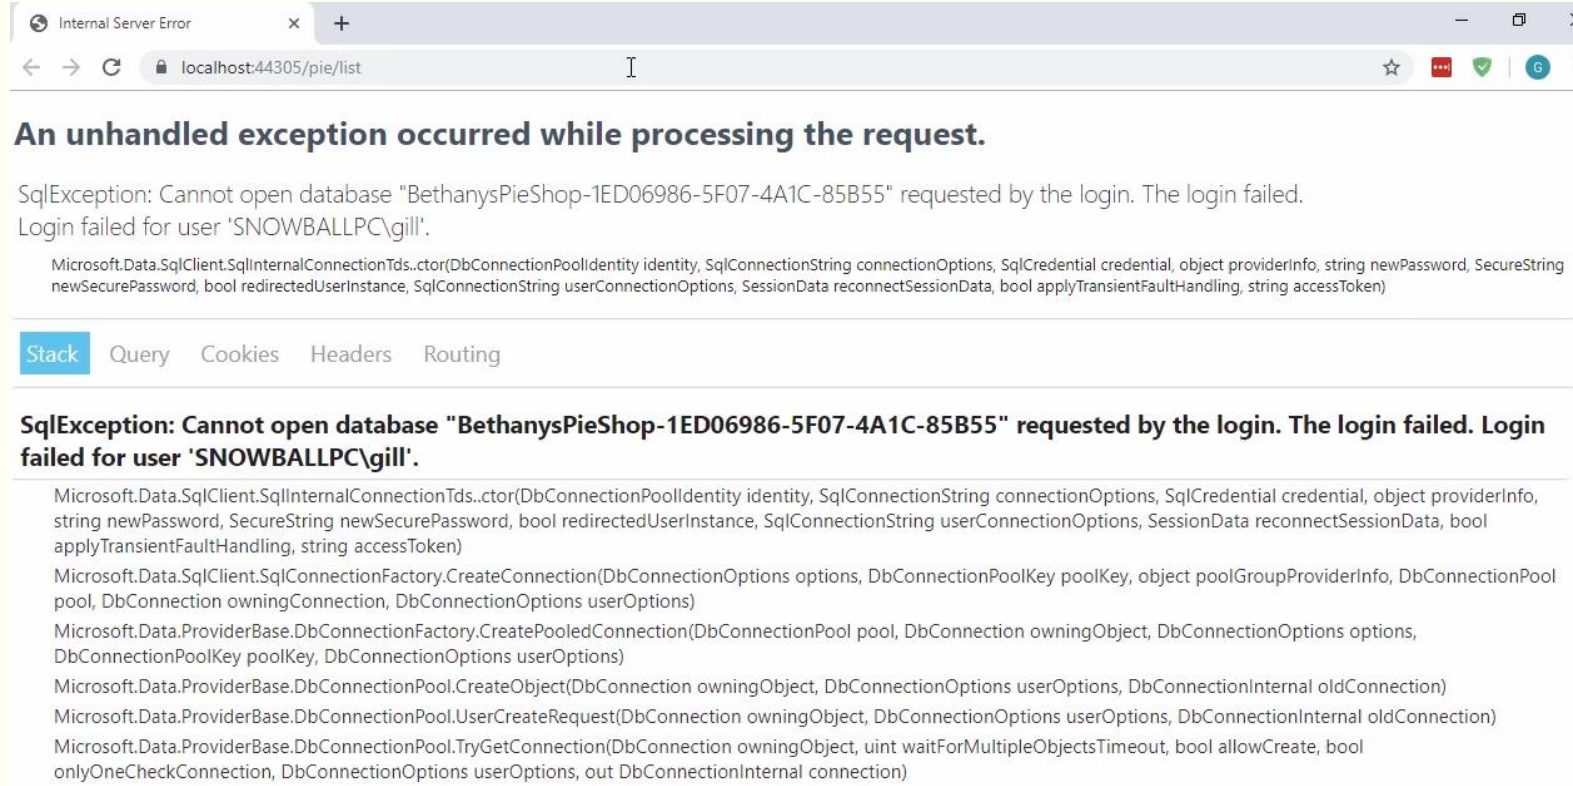 Internal Server Error
localhost:44305/pie/list
G
An unhandled exception occurred while processing the request.
SqlException: Cannot open database "BethanysPieShop-1ED06986-5F07-4A1C-85B55" requested by the login. The login failed.
Login failed for user 'SNOWBALLPC\gill'.
Microsoft.Data.SqlClient.SqlInternalConnectionTds..ctor(DbConnectionPoolIdentity identity, SqlConnectionString connectionOptions, SqlCredential credential, object providerInfo, string newPassword, SecureString
newSecurePassword, bool redirectedUserInstance, SqlConnectionString userConnectionOptions, SessionData reconnectSessionData, bool applyTransientFaultHandling, string accessToken)
Stack Query Cookies Headers Routing
SqlException: Cannot open database "BethanysPieShop-1ED06986-5F07-4A1C-85B55" requested by the login. The login failed. Login
failed for user 'SNOWBALLPC\gill'.
Microsoft.Data.SqlClient.SqlInternalConnectionTds..ctor(DbConnectionPoolIdentity identity, SqlConnectionString connectionOptions, SqlCredential credential, object providerInfo,
string newPassword, SecureString newSecurePassword, bool redirectedUserInstance, SqlConnectionString userConnectionOptions, SessionData reconnectSessionData, bool
applyTransientFaultHandling, string accessToken)
Microsoft.Data.SqlClient.SqlConnectionFactory.CreateConnection(DbConnectionOptions options, DbConnectionPoolKey poolKey, object poolGroupProviderInfo, DbConnectionPool
pool, DbConnection owningConnection, DbConnectionOptions userOptions)
Microsoft.Data.ProviderBase.DbConnectionFactory.CreatePooledConnection(DbConnectionPool pool, DbConnection owningObject, DbConnectionOptions options,
DbConnectionPoolKey poolKey, DbConnectionOptions userOptions)
Microsoft.Data.ProviderBase.DbConnectionPool.CreateObject(DbConnection owningObject, DbConnectionOptions userOptions, DbConnectionInternal oldConnection)
Microsoft.Data.ProviderBase.DbConnectionPool.UserCreateRequest(DbConnection owningObject, DbConnectionOptions userOptions, DbConnectionInternal oldConnection)
Microsoft.Data.ProviderBase.DbConnectionPool.TryGetConnection(DbConnection owningObject, uint waitForMultipleObjectsTimeout, bool allowCreate, bool
onlyOneCheckConnection, DbConnectionOptions userOptions, out DbConnectionInternal connection)